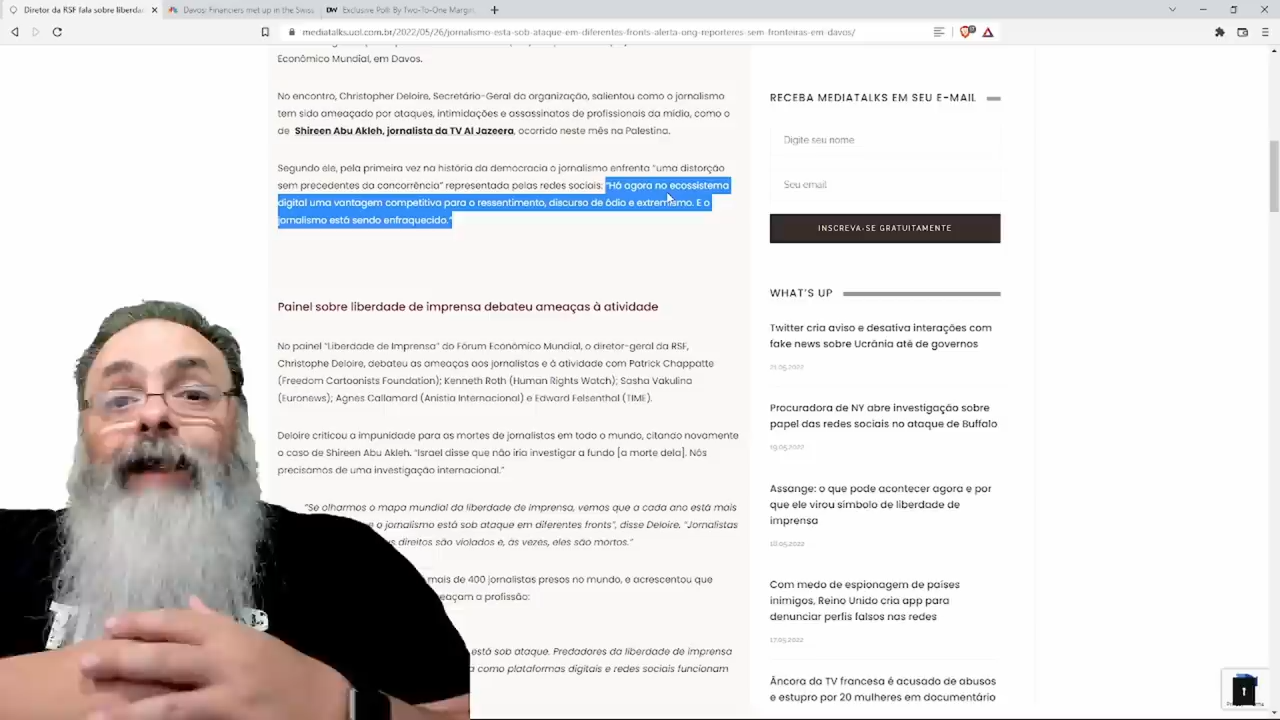 Diretor da RSF fala sobre liberda
Davos: Financiers met up in the Swiss
DW
Exclusive Poll: By Two-To-One Margin
mediatalks.uol.com.br/2022/05/26/jornalismo-esta-sob-ataque-em-diferentes-fronts-alerta-ong-reporteres-sem-fronteiras-em-davos/
Econômico Mundial, em Davos.
No encontro, Christopher Deloire, Secretário-Geral da organização, salientou como o jornalismo
tem sido ameaçado por ataques, intimidações e assassinatos de profissionais da mídia, como o
de Shireen Abu Akleh, jornalista da TV Al Jazeera, ocorrido neste mês na Palestina.
Segundo ele, pela primeira vez na história da democracia o jornalismo enfrenta “uma distorção
sem precedentes da concorrência” representada pelas redes sociais: “Há agora no ecossistema
digital uma vantagem competitiva para o ressentimento, discurso de ódio e extremismo. E o
jornalismo está sendo enfraquecido.”
Painel sobre liberdade de imprensa debateu ameaças à atividade
No painel “Liberdade de Imprensa” do Fórum Econômico Mundial, o diretor-geral da RSF,
Christophe Deloire, debateu as ameaças aos jornalistas e à atividade com Patrick Chappatte
(Freedom Cartoonists Foundation); Kenneth Roth (Human Rights Watch); Sasha Vakulina
(Euronews); Agnes Callamard (Anistia Internacional) e Edward Felsenthal (TIME).
Deloire criticou a impunidade para as mortes de jornalistas em todo o mundo, citando novamente
o caso de Shireen Abu Akleh. “Israel disse que não iria investigar a fundo [a morte dela]. Nós
precisamos de uma investigação internacional.”
“Se olharmos o mapa mundial da liberdade de imprensa, vemos que a cada ano está mais
e o jornalismo está sob ataque em diferentes fronts”, disse Deloire. “Jornalistas
us direitos são violados e, às vezes, eles são mortos.”
mais de 400 jornalistas presos no mundo, e acrescentou que
eaçam a profissão:
está sob ataque. Predadores da liberdade de imprensa
a como plataformas digitais e redes sociais funcionam
RECEBA MEDIATALKS EM SEU E-MAIL
Digite seu nome
Seu email
INSCREVA-SE GRATUITAMENTE
WHAT'S UP
Twitter cria aviso e desativa interações com
fake news sobre Ucrânia até de governos
21.05.2022
Procuradora de NY abre investigação sobre
papel das redes sociais no ataque de Buffalo
19.05.2022
Assange: o que pode acontecer agora e por
que ele virou símbolo de liberdade de
imprensa
18.05.2022
Com medo de espionagem de países
inimigos, Reino Unido cria app para
denunciar perfis falsos nas redes
17.05.2022
Âncora da TV francesa é acusado de abusos
e estupro por 20 mulheres em documentário